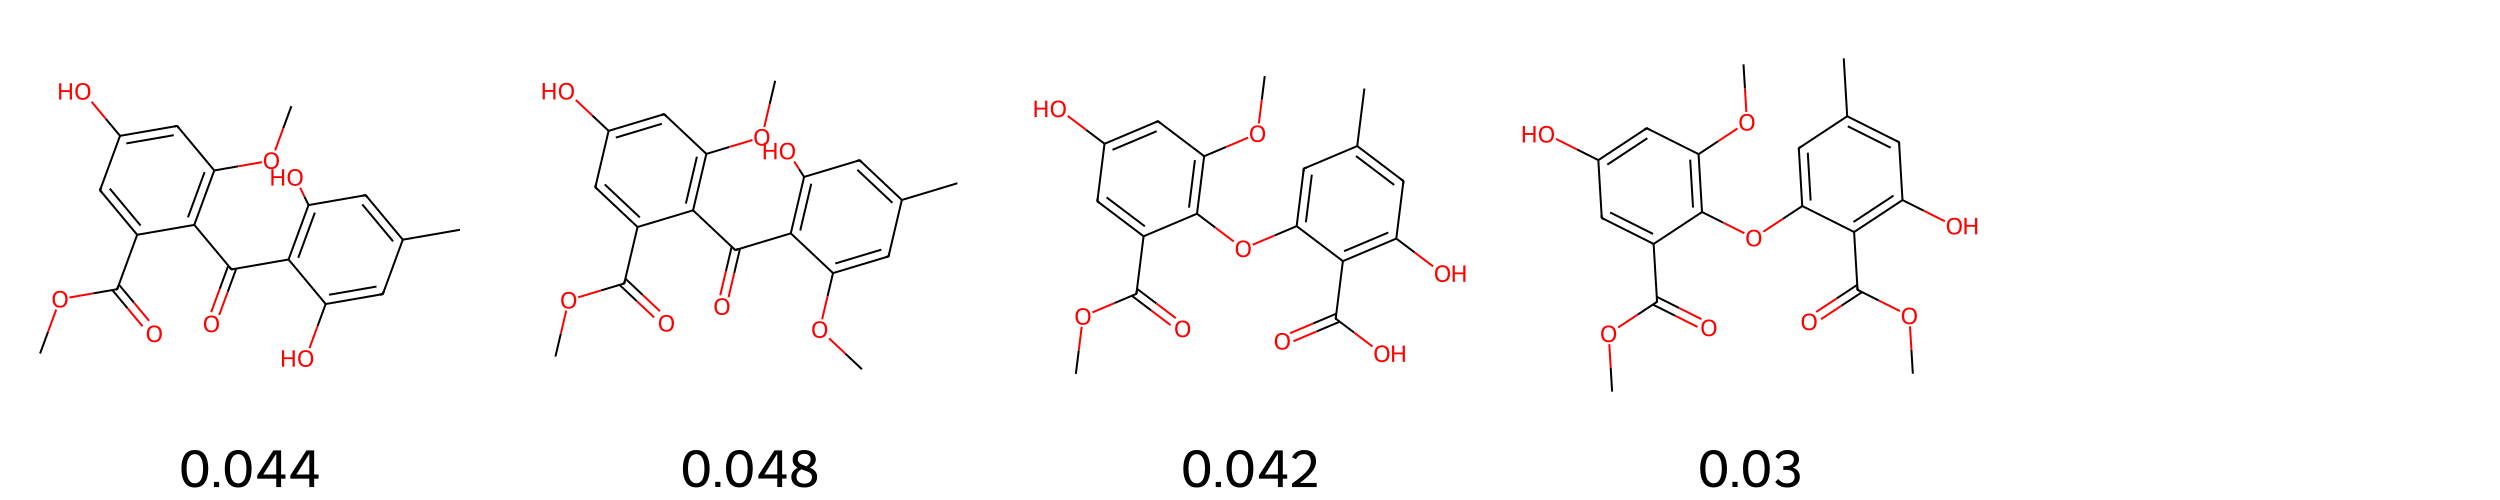 HO O HO O O O HO
HO O HO O O O O
HO O O O O O OH OH
HO O O O O O O OH
0.044 0.048 0.042 0.03